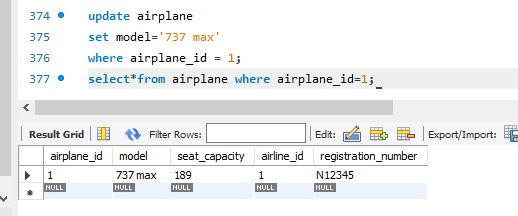 374 update airplane
375 set model='737 max'
376 where airplane_id = 1;
377 select*from airplane where airplane_id=1;
Result Grid Filter Rows: Edit: Export/Import:
airplane_id model seat_capacity airline_id registration_number
1 737 max 189 1 N12345
NULL NULL NULL NULL NULL